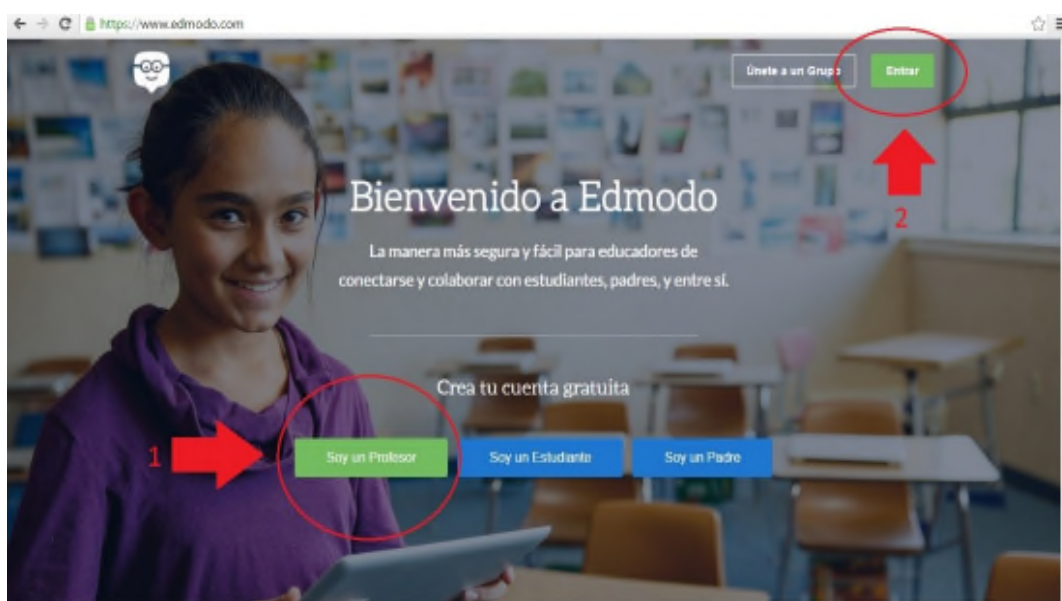 https://www.edmodo.com
Únete a un Grupo
Entrar
2
Bienvenido a Edmodo
La manera más segura y fácil para educadores de
conectarse y colaborar con estudiantes, padres, y entre sí.
Crea tu cuenta gratuita
1
Soy un Profesor
Soy un Estudiante
Soy un Padre